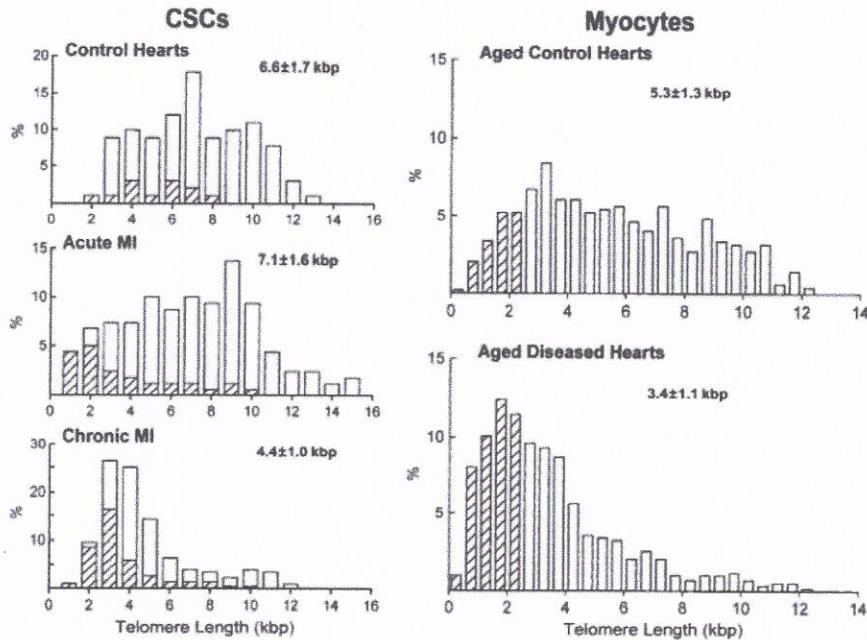 CSCs
Control Hearts
6.6±1.7 kbp
20
15
10
5
%
2 4 6 8 10 12 14 16
Acute MI
7.1±1.6 kbp
15
10
5
%
0 2 4 6 8 10 12 14 16
Chronic MI
4.4±1.0 kbp
30
20
10
%
0 2 4 6 8 10 12 14 16
Telomere Length (kbp)
Myocytes
Aged Control Hearts
5.3±1.3 kbp
15
10
5
%
0 2 4 6 8 10 12 14
Aged Diseased Hearts
3.4±1.1 kbp
15
10
5
%
0 2 4 6 8 10 12 14
Telomere Length (kbp)